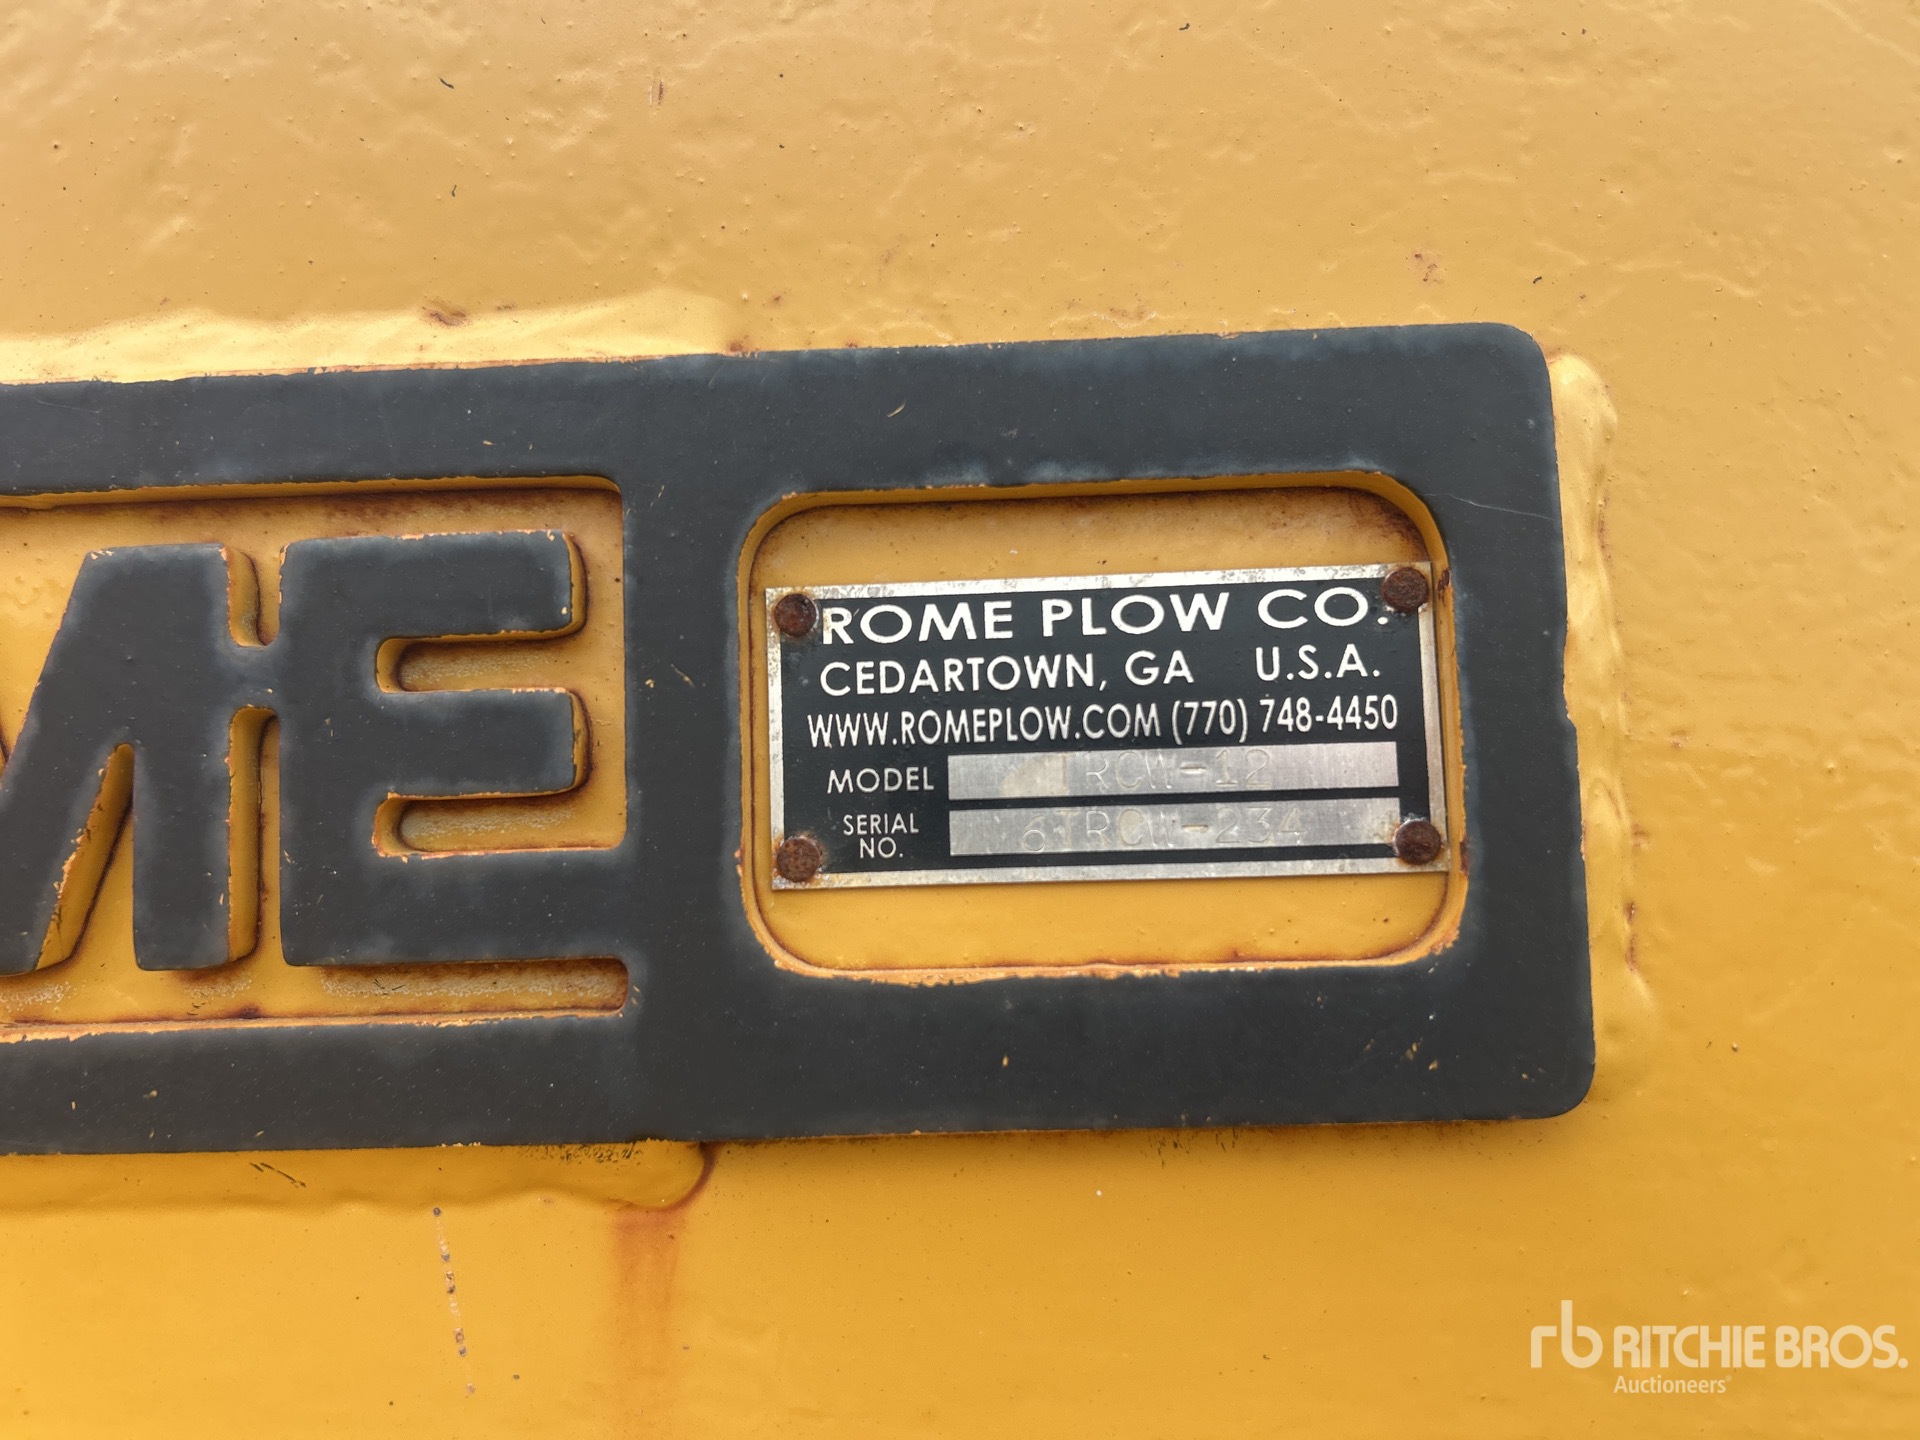 ME
ROME PLOW CO.
CEDARTOWN, GA U.S.A.
WWW.ROMEPLOW.COM (770) 748-4450
MODEL TRCW-12
SERIAL NO. 6TRCW-234
rb RITCHIE BROS.
Auctioneers